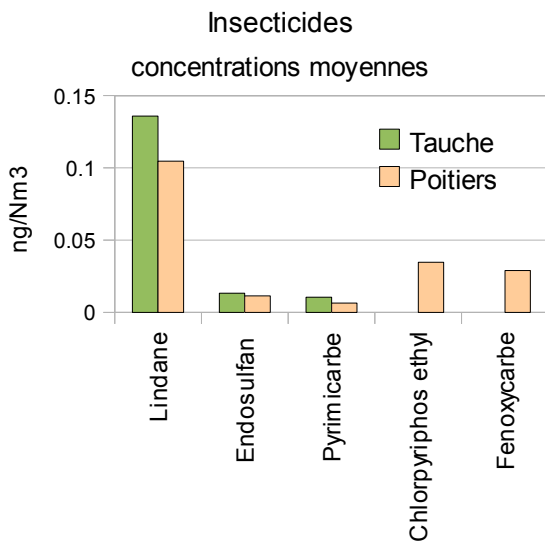 Insecticides
concentrations moyennes
0.15
0.1
0.05
0
ng/Nm3
Tauche
Poitiers
Lindane
Endosulfan
Pyrimicarbe
Chlorpyriphos ethyl
Fenoxycarbe